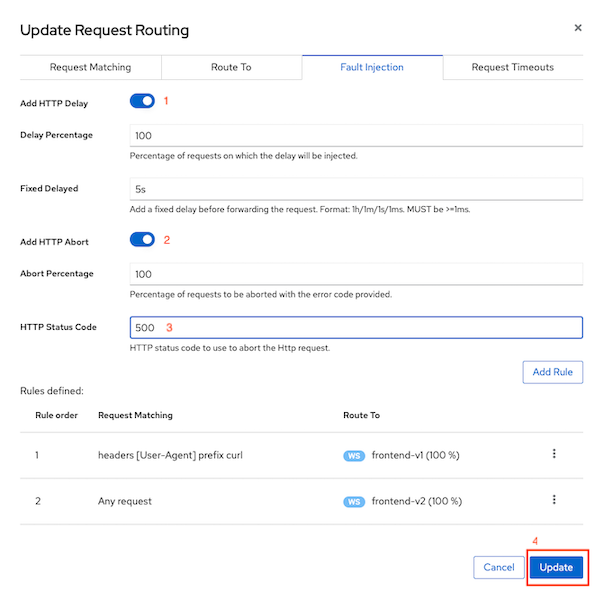 Update Request Routing ×
Request Matching Route To Fault Injection Request Timeouts
Add HTTP Delay 1
Delay Percentage 100
Percentage of requests on which the delay will be injected.
Fixed Delayed 5s
Add a fixed delay before forwarding the request. Format: 1h/1m/1s/1ms. MUST be >=1ms.
Add HTTP Abort 2
Abort Percentage 100
Percentage of requests to be aborted with the error code provided.
HTTP Status Code 500 3
HTTP status code to use to abort the Http request.
Add Rule
Rules defined:
Rule order Request Matching Route To
1 headers [User-Agent] prefix curl WS frontend-v1 (100 %)
2 Any request WS frontend-v2 (100 %)
4
Cancel Update